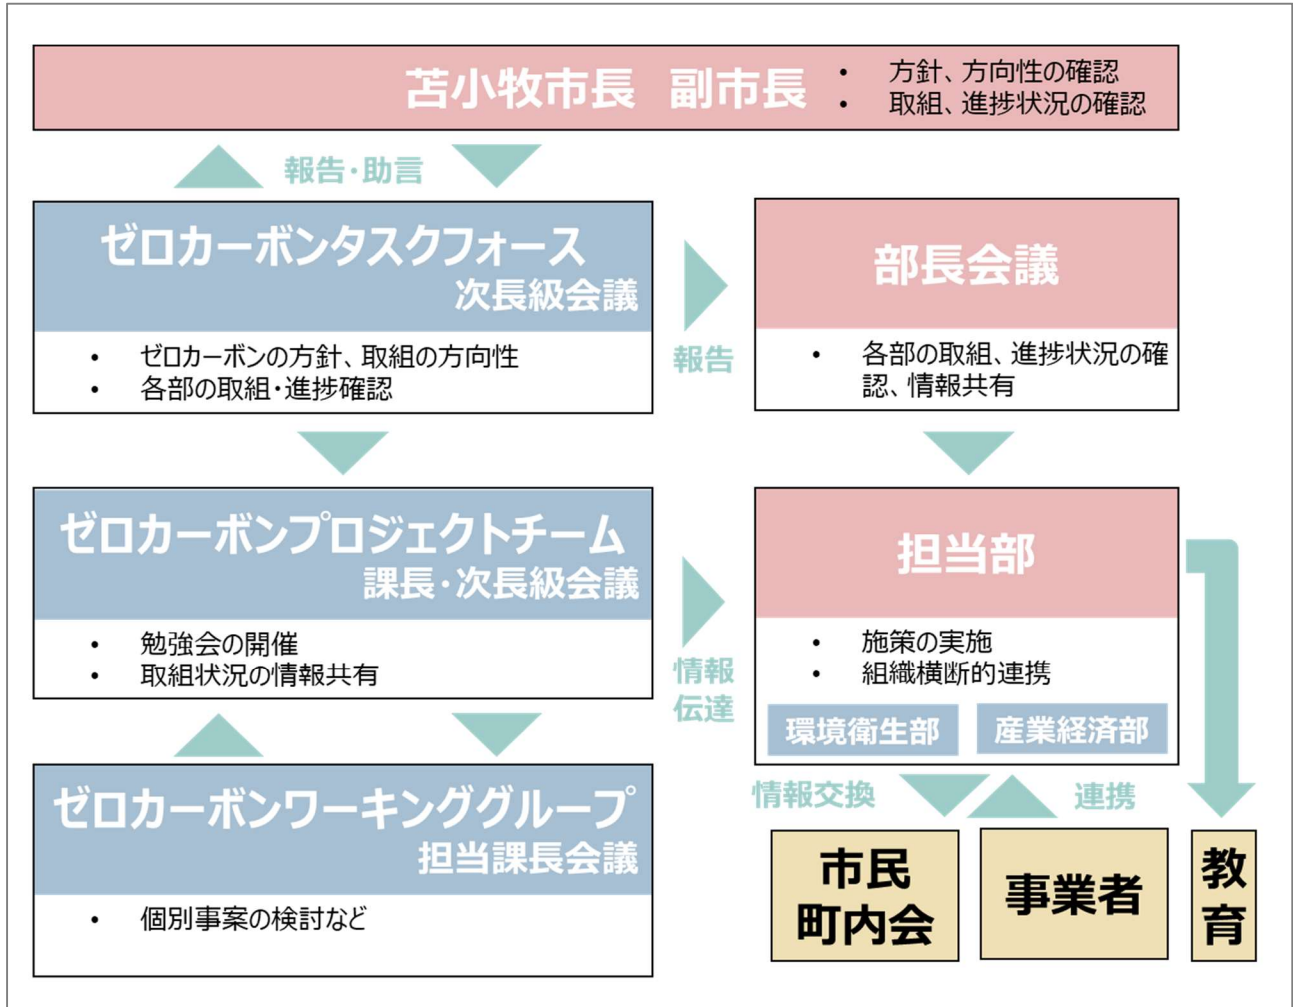 苫小牧市長 副市長
• 方針、方向性の確認
• 取組、進捗状況の確認
報告・助言
ゼロカーボンタスクフォース
次長級会議
• ゼロカーボンの方針、取組の方向性
• 各部の取組・進捗確認
報告
部長会議
• 各部の取組、進捗状況の確
認、情報共有
ゼロカーボンプロジェクトチーム
課長・次長級会議
• 勉強会の開催
• 取組状況の情報共有
情報
伝達
担当部
• 施策の実施
• 組織横断的連携
環境衛生部
産業経済部
ゼロカーボンワーキンググループ
担当課長会議
• 個別事案の検討など
情報交換
連携
市民
町内会
事業者
教
育